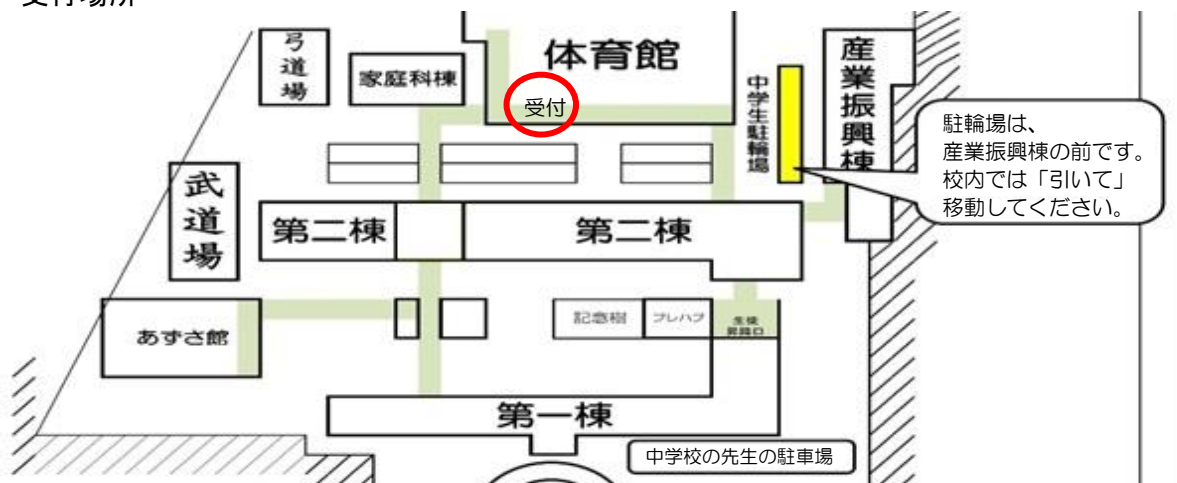 受付場所
弓道場
家庭科棟
体育館
受付
中学生駐輪場
産業振興棟
駐輪場は、
産業振興棟の前です。
校内では「引いて」
移動してください。
武道場
第二棟
第二棟
あずさ館
記念樹
プレハブ
生徒
昇降口
第一棟
中学校の先生の駐車場